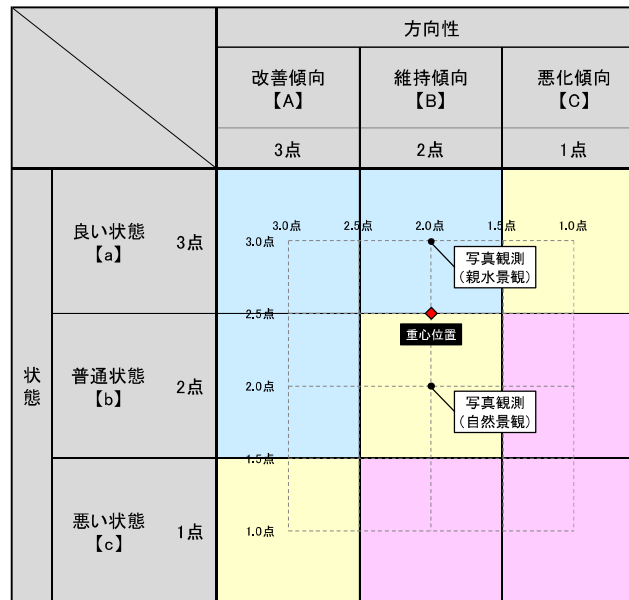 方向性
改善傾向
【A】
維持傾向
【B】
悪化傾向
【C】
3点
2点
1点
状態
良い状態
【a】
3点
普通状態
【b】
2点
悪い状態
【c】
1点
3.0点
2.5点
2.0点
1.5点
1.0点
3.0点
2.5点
2.0点
1.5点
1.0点
写真観測
(親水景観)
重心位置
写真観測
(自然景観)